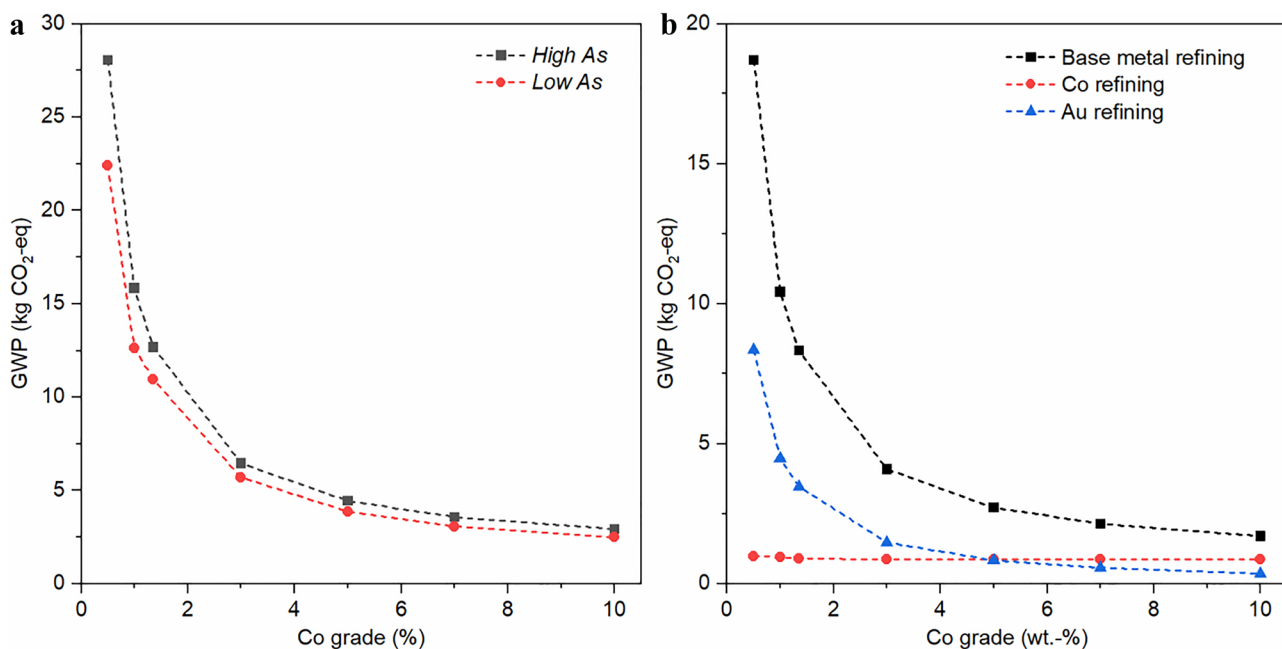 a
30
25
20
15
10
5
0
GWP (kg CO₂-eq)
High As
Low As
0
2
4
6
8
10
Co grade (%)
b
20
15
10
5
0
GWP (kg CO₂-eq)
Base metal refining
Co refining
Au refining
0
2
4
6
8
10
Co grade (wt.-%)